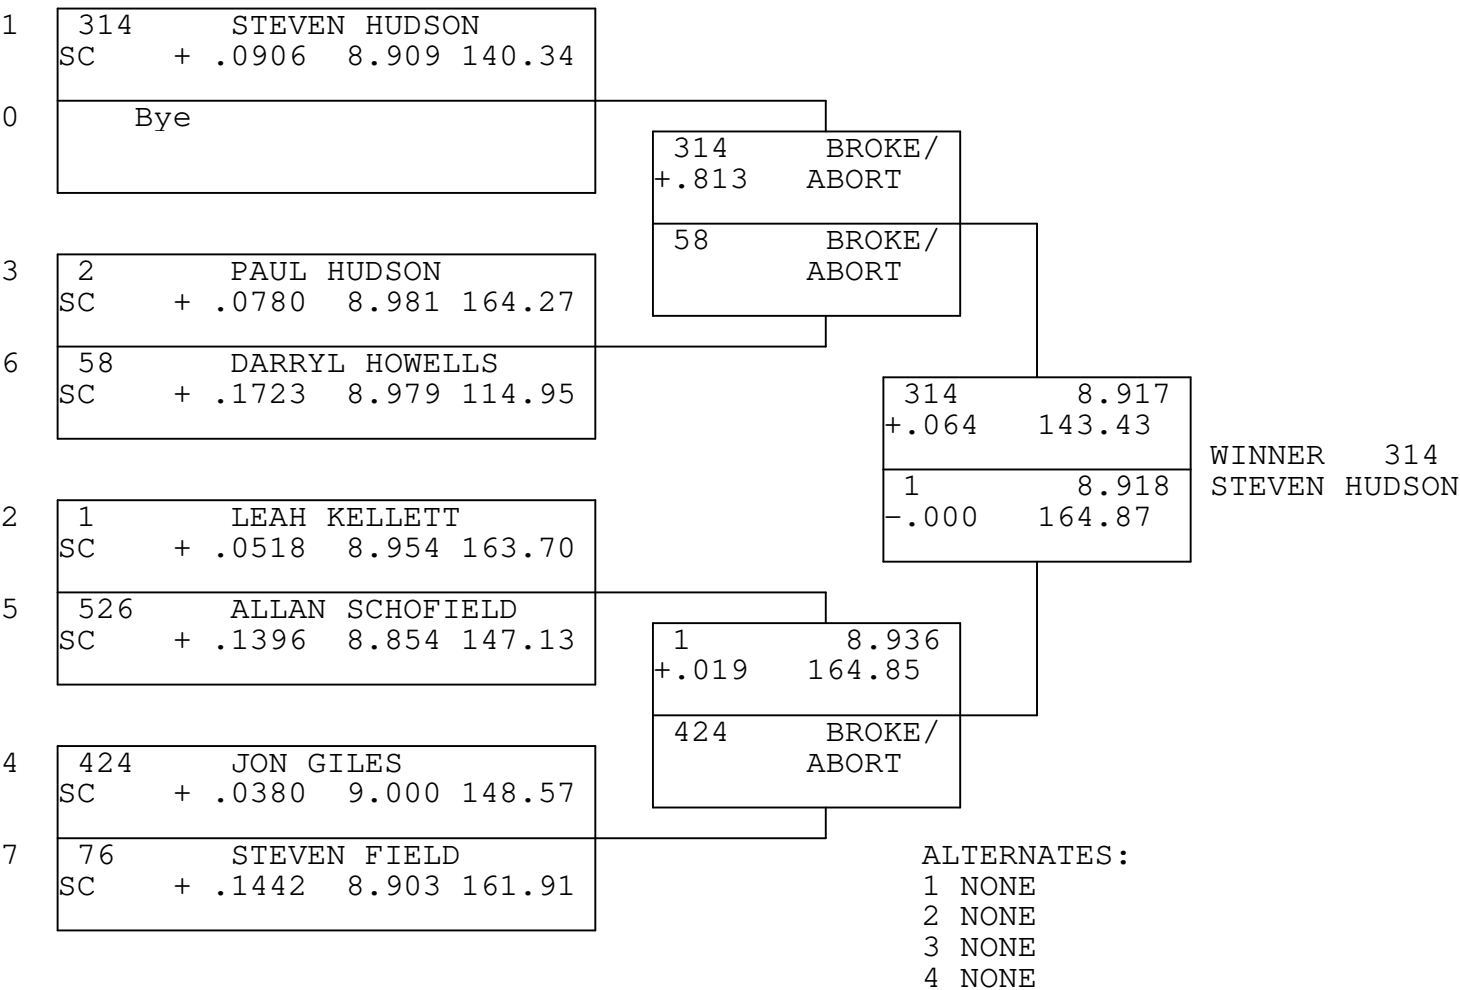 1 314 STEVEN HUDSON
SC + .0906 8.909 140.34
0 Bye
314 BROKE/
+.813 ABORT
58 BROKE/
ABORT
3 2 PAUL HUDSON
SC + .0780 8.981 164.27
6 58 DARRYL HOWELLS
SC + .1723 8.979 114.95
314 8.917
+.064 143.43
1 8.918
-.000 164.87
WINNER 314
STEVEN HUDSON
2 1 LEAH KELLETT
SC + .0518 8.954 163.70
5 526 ALLAN SCHOFIELD
SC + .1396 8.854 147.13
1 8.936
+.019 164.85
424 BROKE/
ABORT
4 424 JON GILES
SC + .0380 9.000 148.57
7 76 STEVEN FIELD
SC + .1442 8.903 161.91
ALTERNATES:
1 NONE
2 NONE
3 NONE
4 NONE